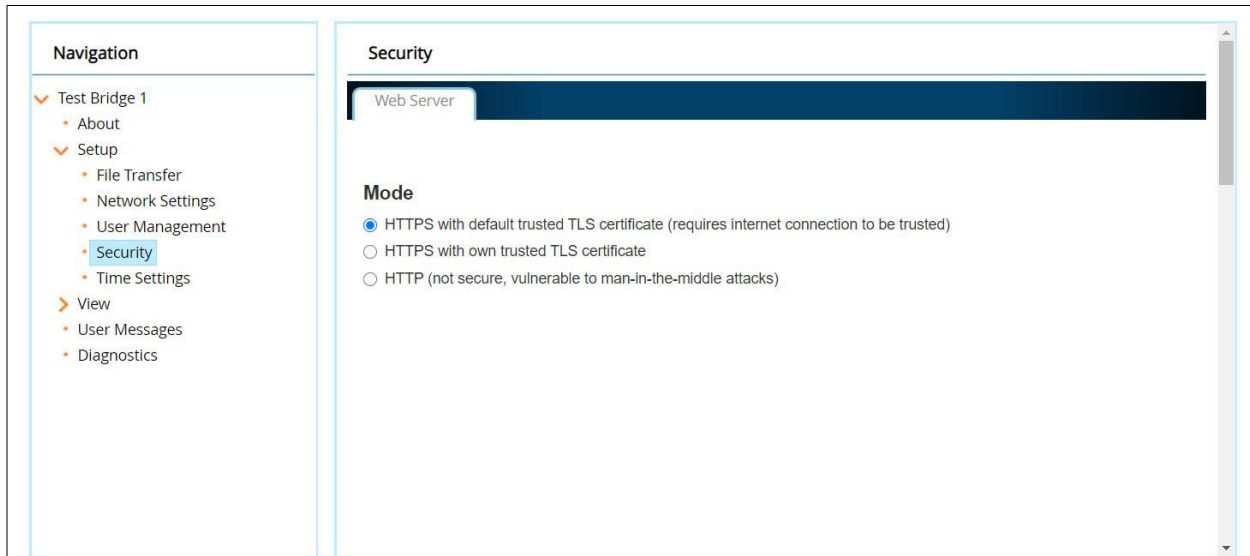 Navigation
Test Bridge 1
About
Setup
File Transfer
Network Settings
User Management
Security
Time Settings
View
User Messages
Diagnostics
Security
Web Server
Mode
HTTPS with default trusted TLS certificate (requires internet connection to be trusted)
HTTPS with own trusted TLS certificate
HTTP (not secure, vulnerable to man-in-the-middle attacks)